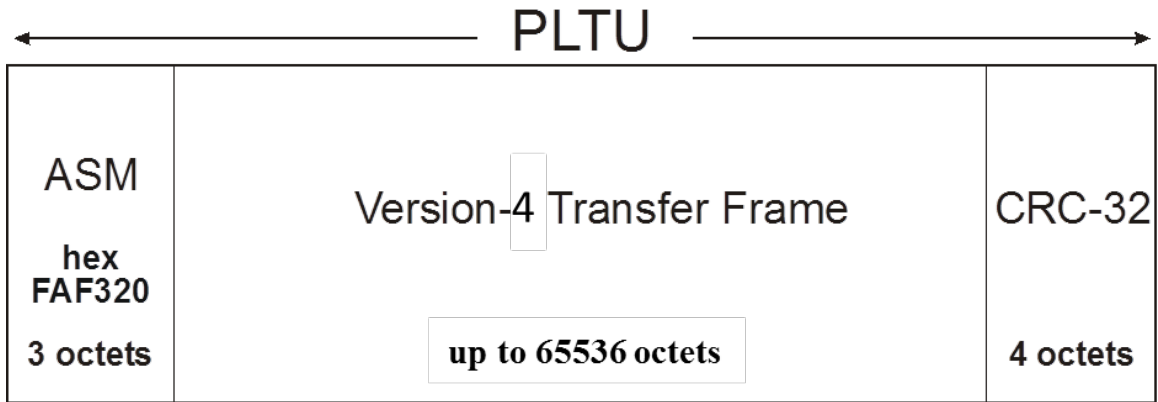 PLTU
ASM
hex
FAF320
3 octets
Version-4 Transfer Frame
up to 65536 octets
CRC-32
4 octets